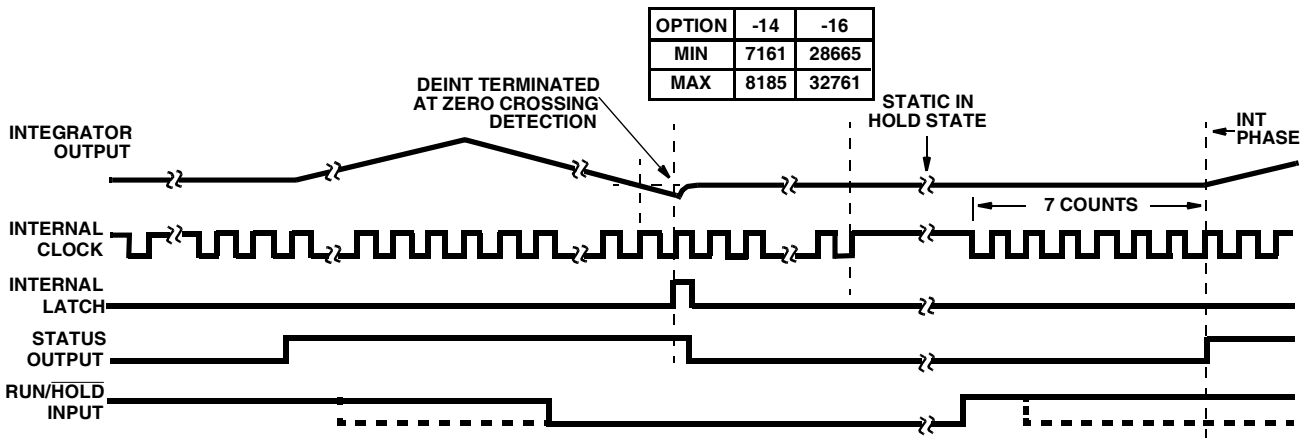 OPTION -14 -16
MIN 7161 28665
MAX 8185 32761
DEINT TERMINATED
AT ZERO CROSSING
DETECTION
STATIC IN
HOLD STATE
INT
PHASE
INTEGRATOR
OUTPUT
7 COUNTS
INTERNAL
CLOCK
INTERNAL
LATCH
STATUS
OUTPUT
RUN/HOLD
INPUT